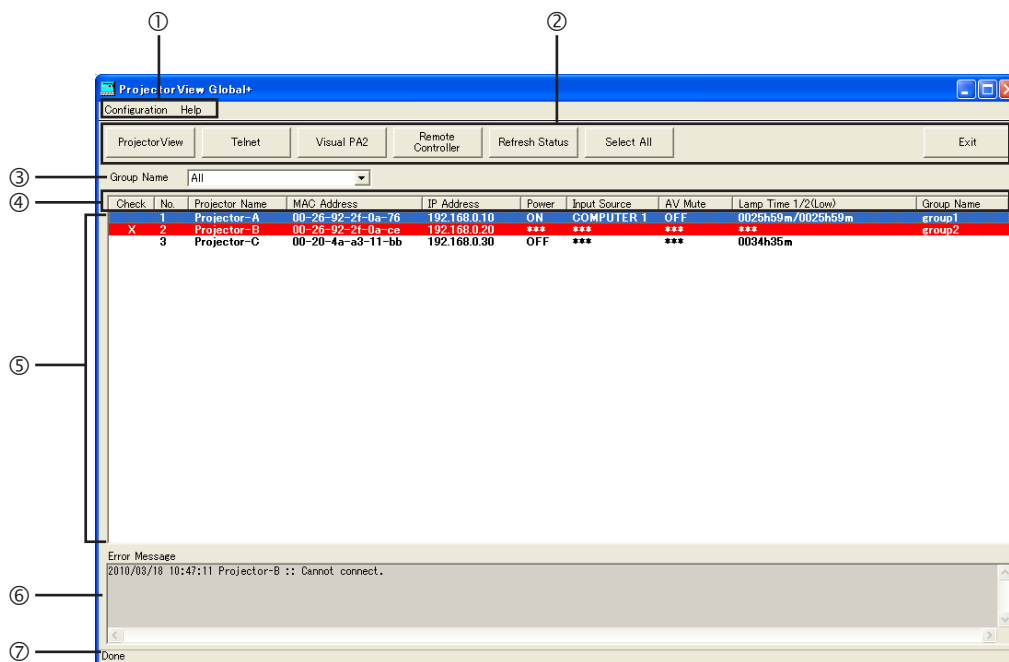 ① ②
ProjectorView Global+
Configuration Help
ProjectorView Telnet Visual PA2 Remote Controller Refresh Status Select All Exit
③ Group Name All
④ Check No. Projector Name MAC Address IP Address Power Input Source AV Mute Lamp Time 1/2(Low) Group Name
1 Projector-A 00-26-92-2f-0a-76 192.168.0.10 ON COMPUTER 1 OFF 0025h59m/0025h59m group1
X 2 Projector-B 00-26-92-2f-0a-ce 192.168.0.20 *** *** *** *** group2
3 Projector-C 00-20-4a-a3-11-bb 192.168.0.30 OFF *** *** 0034h35m
⑤
Error Message
2010/03/18 10:47:11 Projector-B :: Cannot connect.
⑥
⑦ Done